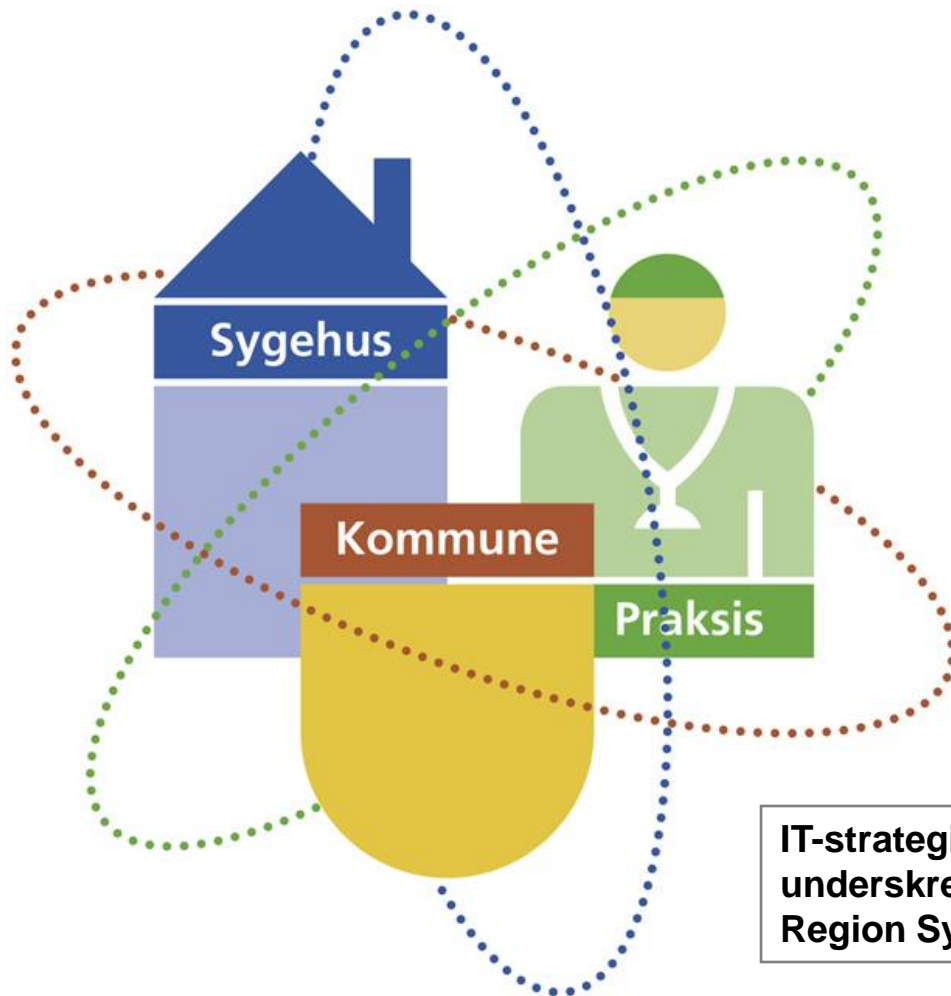 Sygehus
Kommune
Praksis
IT-strategi
underskre
Region Sy